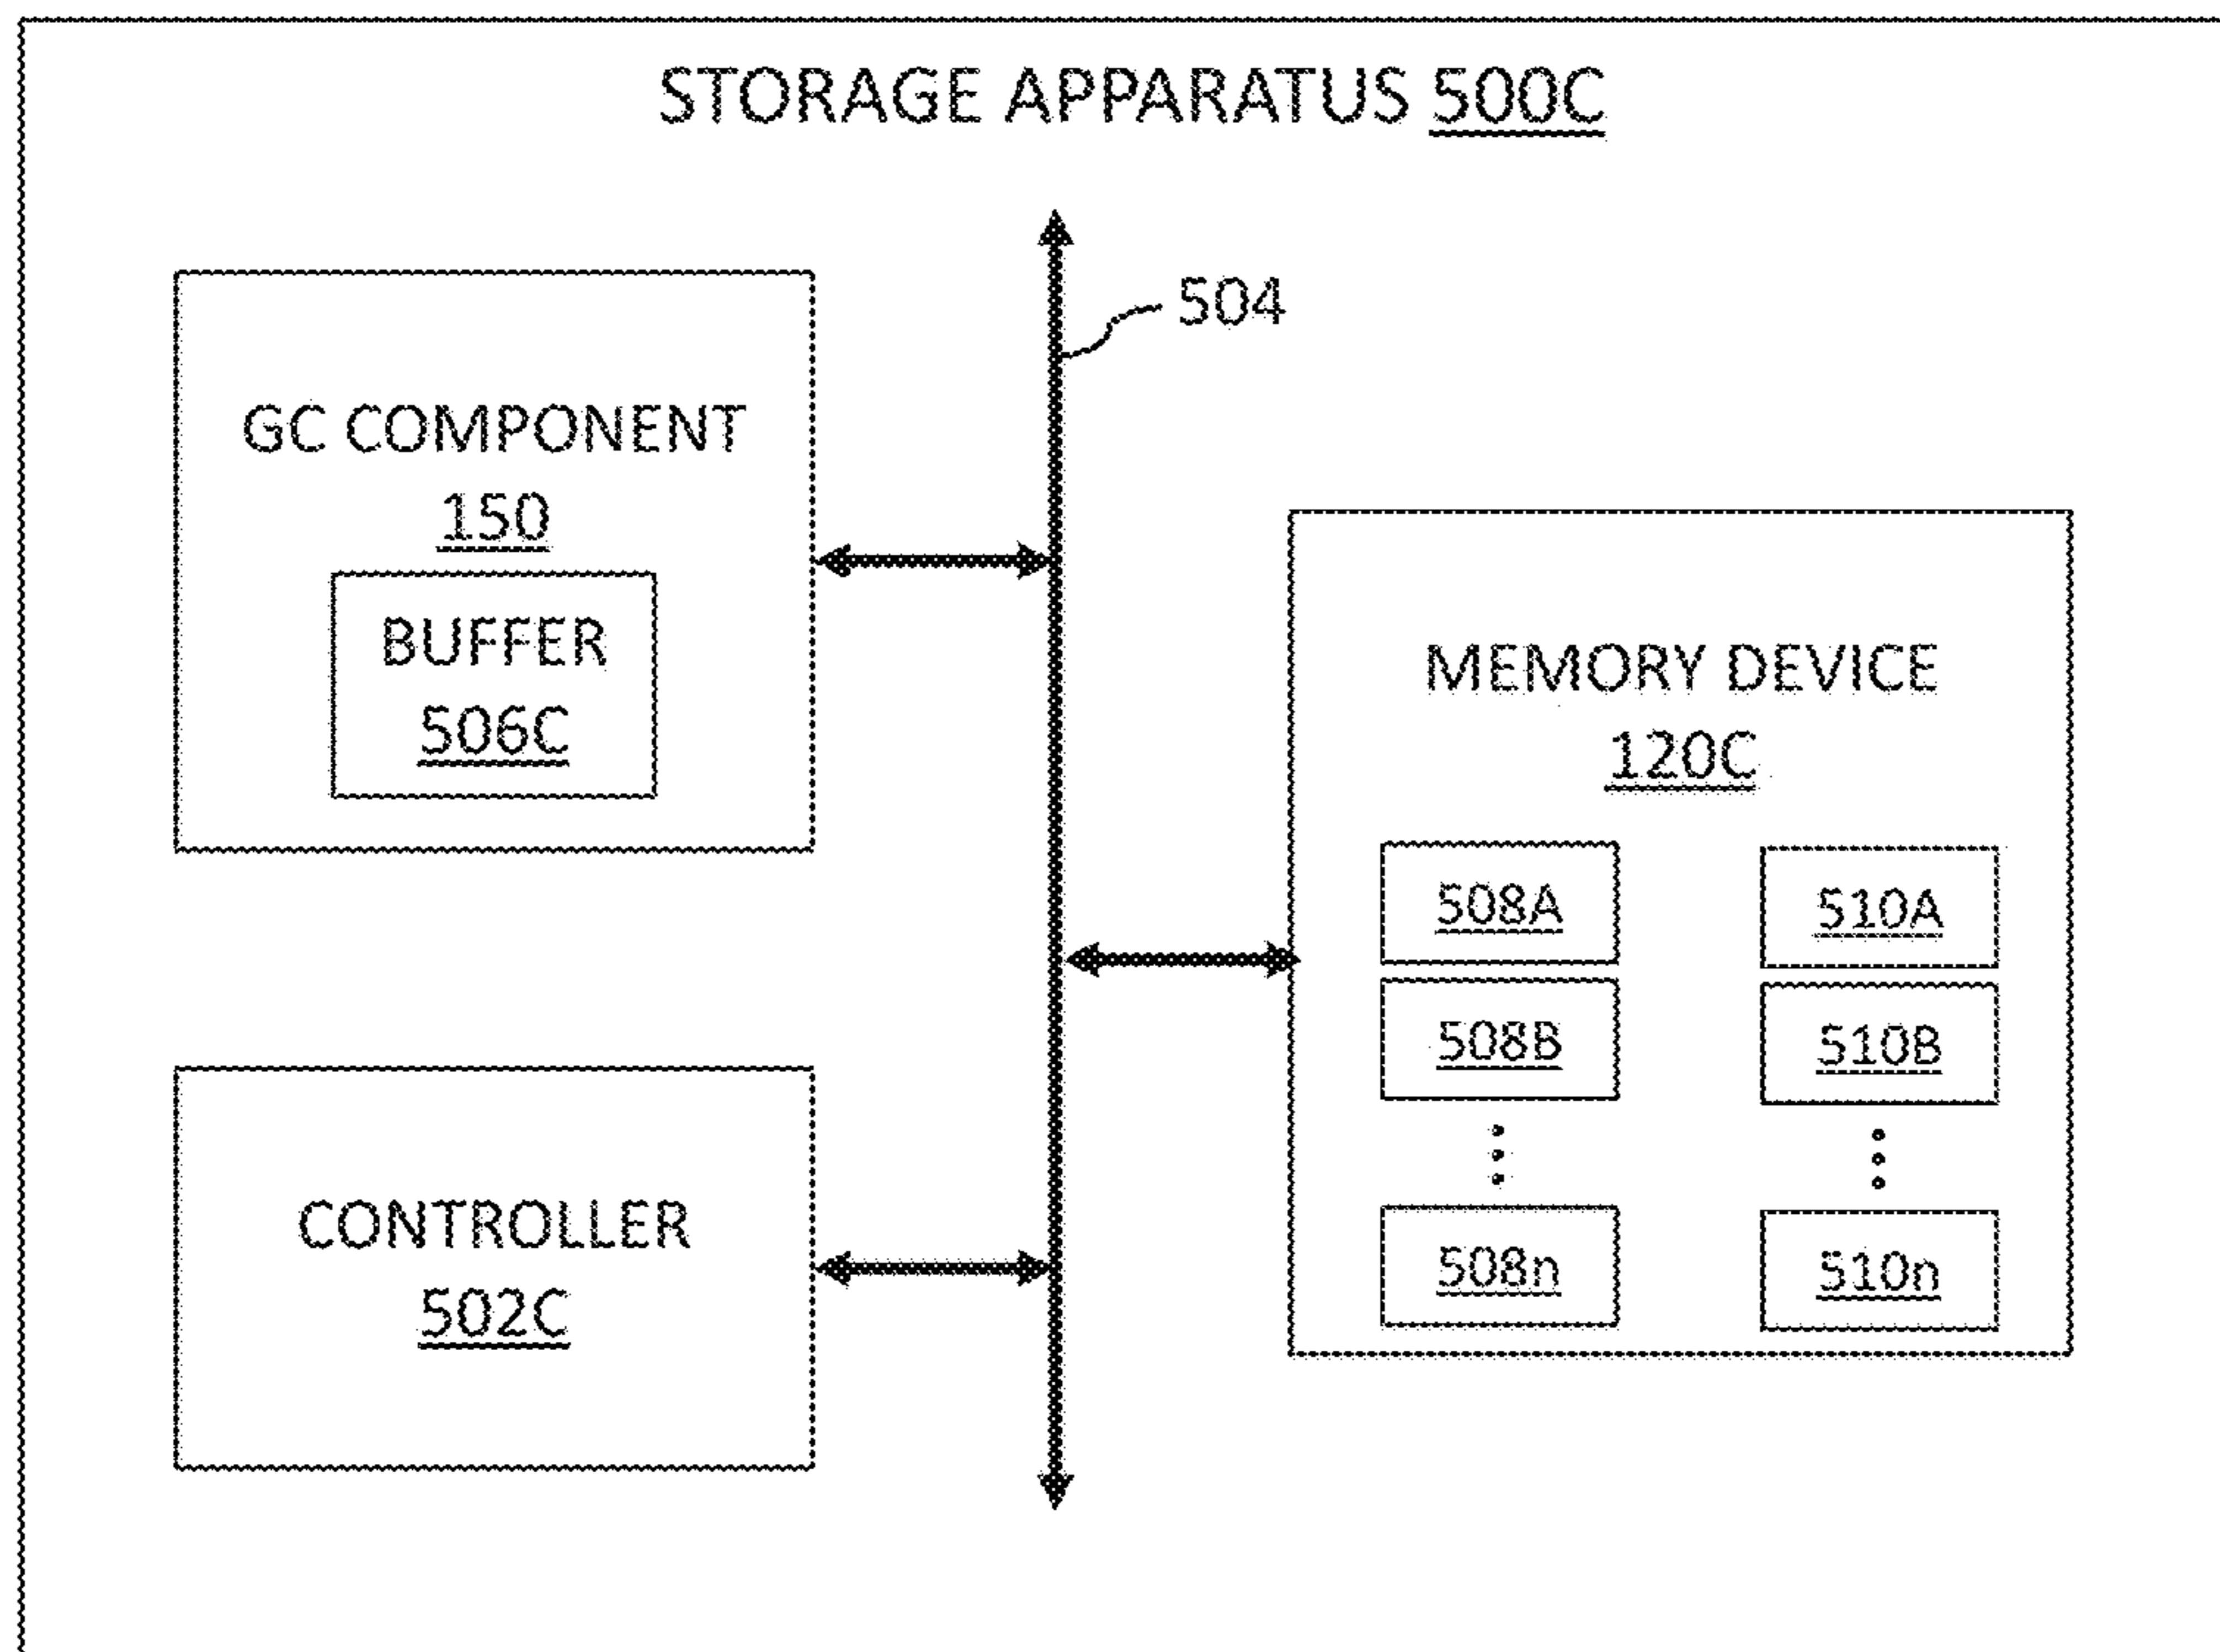 STORAGE APPARATUS 500C
504
GC COMPONENT
150
BUFFER
506C
MEMORY DEVICE
120C
508A 510A
508B 510B
508n 510n
CONTROLLER
502C